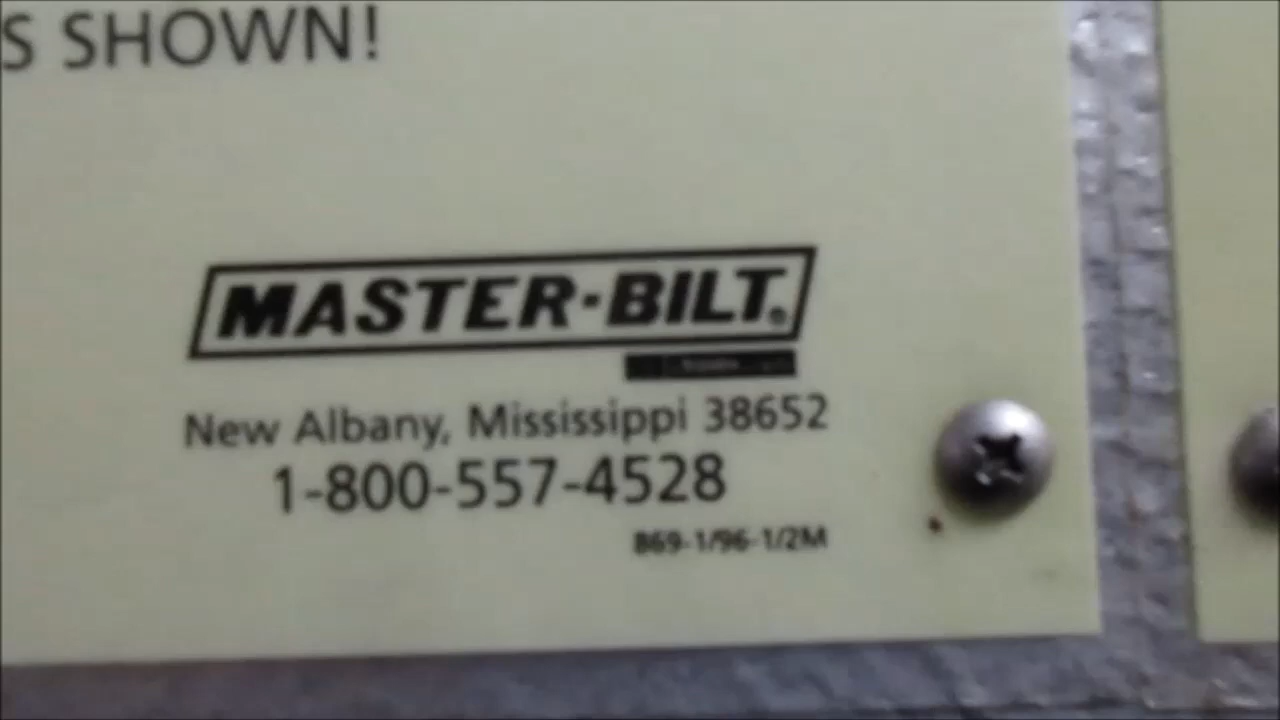 S SHOWN!
MASTER-BILT®
New Albany, Mississippi 38652
1-800-557-4528
869-1/96-1/2M